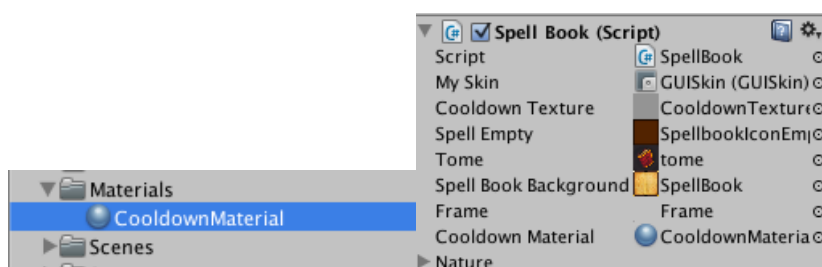 Spell Book (Script)
Script SpellBook
My Skin GUISkin (GUISkin)
Cooldown Texture CooldownTexture
Spell Empty SpellbookIconEm
Tome tome
Spell Book Background SpellBook
Frame Frame
Cooldown Material CooldownMateria
Nature
Materials
CooldownMaterial
Scenes